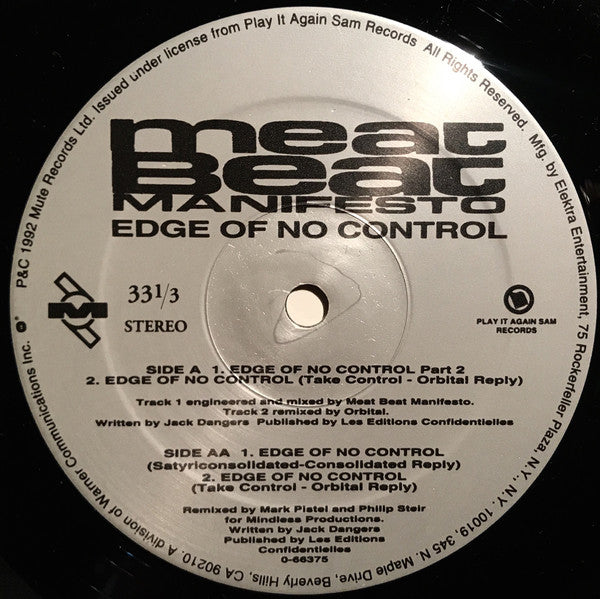 P&C 1992 Mute Records Ltd. Issued under license from Play It Again Sam Records All Rights Reserved. Mfg. by Elektra Entertainment, 75 Rockerfeller Plaza, N.Y., N.Y. 10019, 345 N. Maple Drive, Beverly Hills, CA 90210. A division of Warner Communications Inc.
meat
Beat
MANIFESTO
EDGE OF NO CONTROL
M
33 1/3
STEREO
PLAY IT AGAIN SAM
RECORDS
SIDE A 1. EDGE OF NO CONTROL Part 2
2. EDGE OF NO CONTROL (Take Control - Orbital Reply)
Track 1 engineered and mixed by Meat Beat Manifesto.
Track 2 remixed by Orbital.
Written by Jack Dangers Published by Les Editions Confidentielles
SIDE AA 1. EDGE OF NO CONTROL
(Satyriconsolidated-Consolidated Reply)
2. EDGE OF NO CONTROL
(Take Control - Orbital Reply)
Remixed by Mark Pistel and Philip Steir
for Mindless Productions.
Written by Jack Dangers
Published by Les Editions
Confidentielles
0-66375